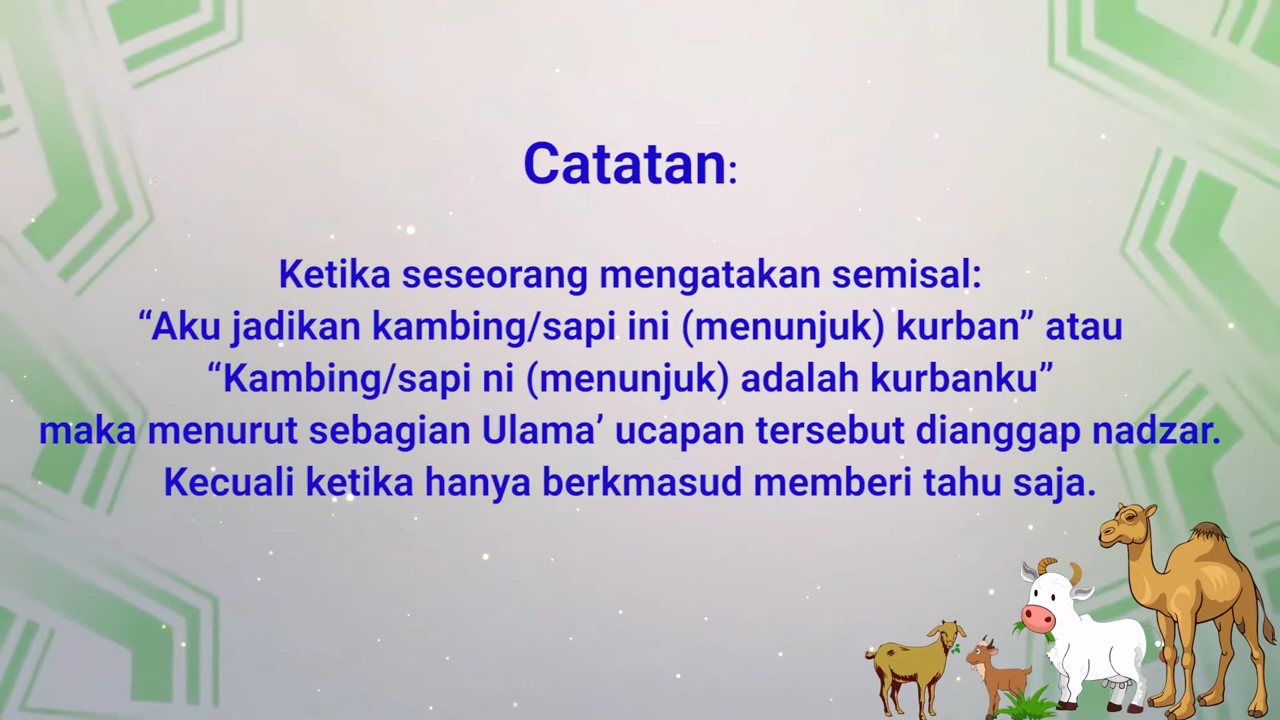 Catatan:
Ketika seseorang mengatakan semisal:
“Aku jadikan kambing/sapi ini (menunjuk) kurban” atau
“Kambing/sapi ni (menunjuk) adalah kurbanku”
maka menurut sebagian Ulama’ ucapan tersebut dianggap nadzar.
Kecuali ketika hanya berkmasud memberi tahu saja.